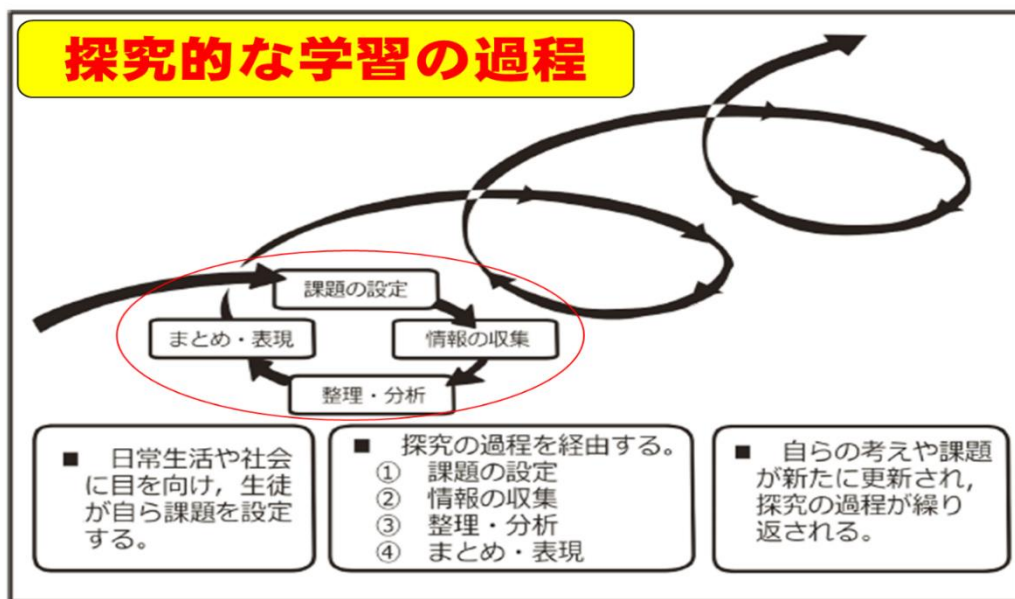 探究的な学習の過程
課題の設定
まとめ・表現
情報の収集
整理・分析
■　日常生活や社会
に目を向け，生徒
が自ら課題を設定
する。
■　探究の過程を経由する。
①　課題の設定
②　情報の収集
③　整理・分析
④　まとめ・表現
■　自らの考えや課題
が新たに更新され，
探究の過程が繰り
返される。